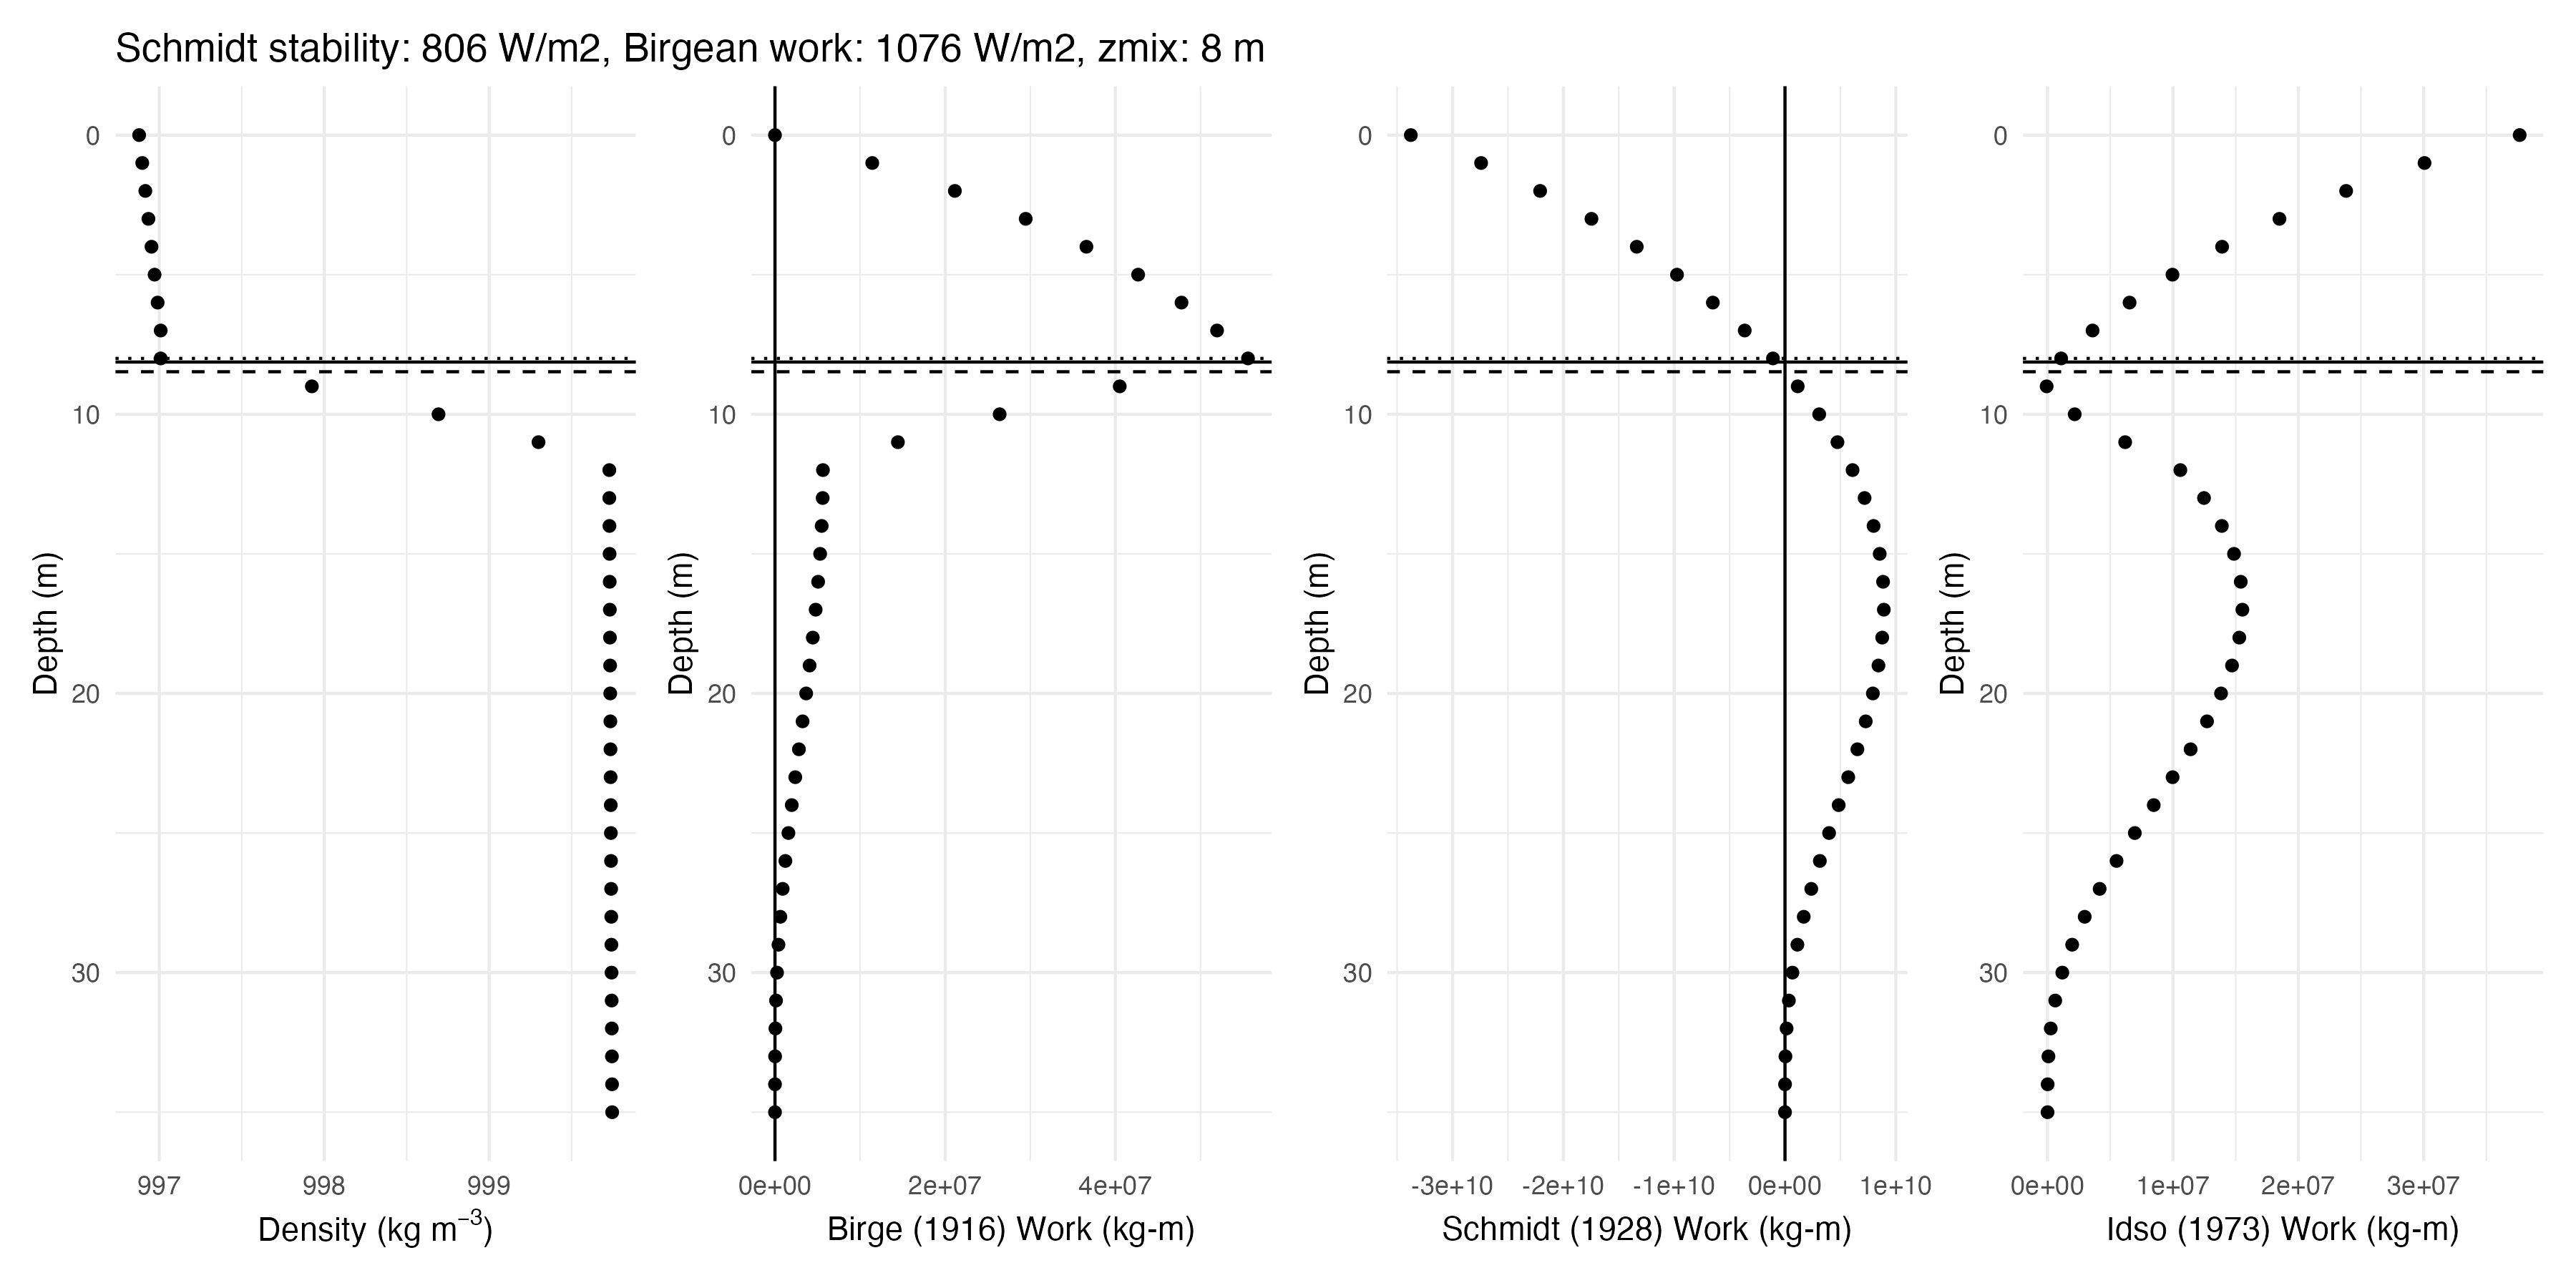 Schmidt stability: 806 W/m2, Birgean work: 1076 W/m2, zmix: 8 m
0
10
20
30
Depth (m)
997 998 999
Density (kg m−3)
0
10
20
30
Depth (m)
0e+00 2e+07 4e+07
Birge (1916) Work (kg-m)
0
10
20
30
Depth (m)
-3e+10 -2e+10 -1e+10 0e+00 1e+10
Schmidt (1928) Work (kg-m)
0
10
20
30
Depth (m)
0e+00 1e+07 2e+07 3e+07
Idso (1973) Work (kg-m)